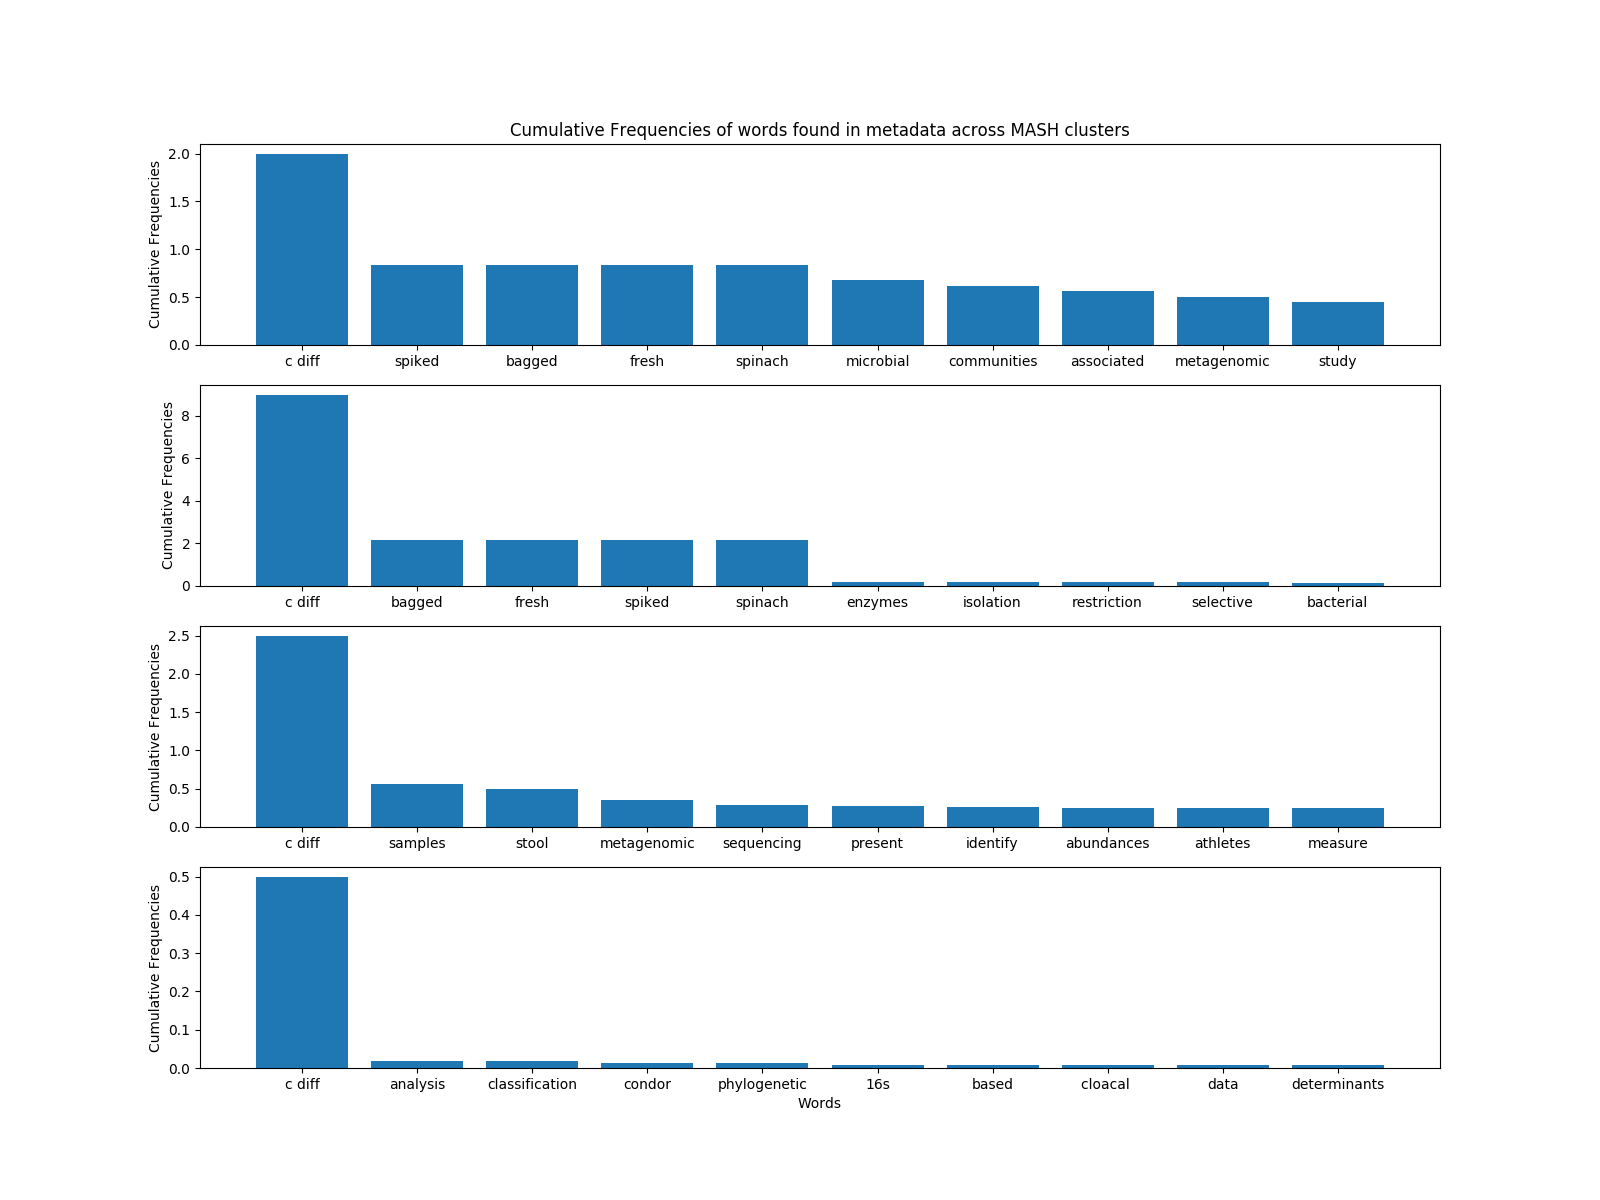 Cumulative Frequencies of words found in metadata across MASH clusters
Cumulative Frequencies
2.0
1.5
1.0
0.5
0.0
c diff spiked bagged fresh spinach microbial communities associated metagenomic study
Cumulative Frequencies
8
6
4
2
0
c diff bagged fresh spiked spinach enzymes isolation restriction selective bacterial
Cumulative Frequencies
2.5
2.0
1.5
1.0
0.5
0.0
c diff samples stool metagenomic sequencing present identify abundances athletes measure
Cumulative Frequencies
0.5
0.4
0.3
0.2
0.1
0.0
c diff analysis classification condor phylogenetic 16s based cloacal data determinants
Words